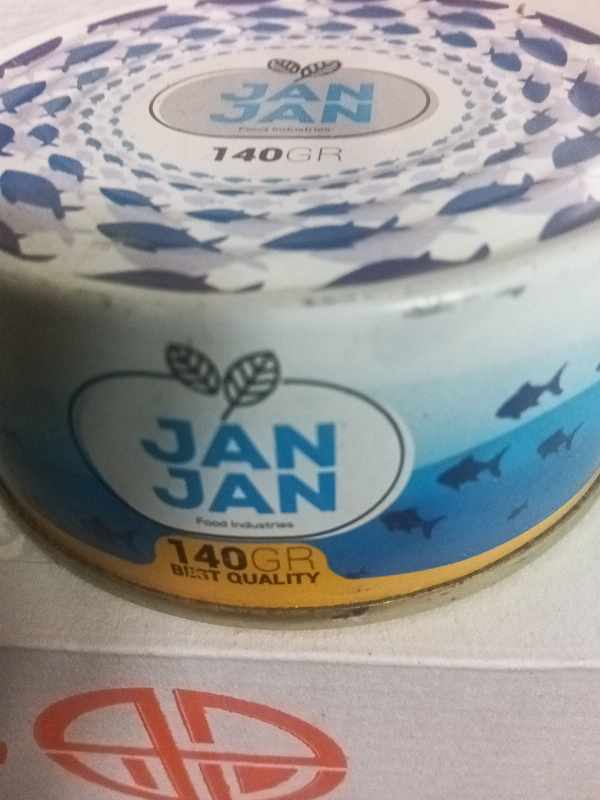 JAN
JAN
Food Industries
140GR
JAN
JAN
Food Industries
140GR
BEST QUALITY